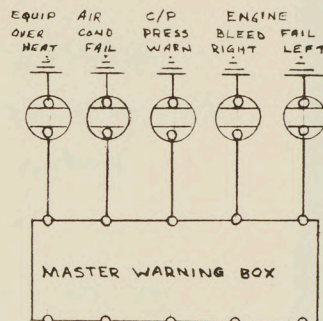 EQUIP AIR C/P ENGINE
OVER COND PRESS BLEED FAIL
HEAT FAIL WARN RIGHT LEFT
MASTER WARNING BOX